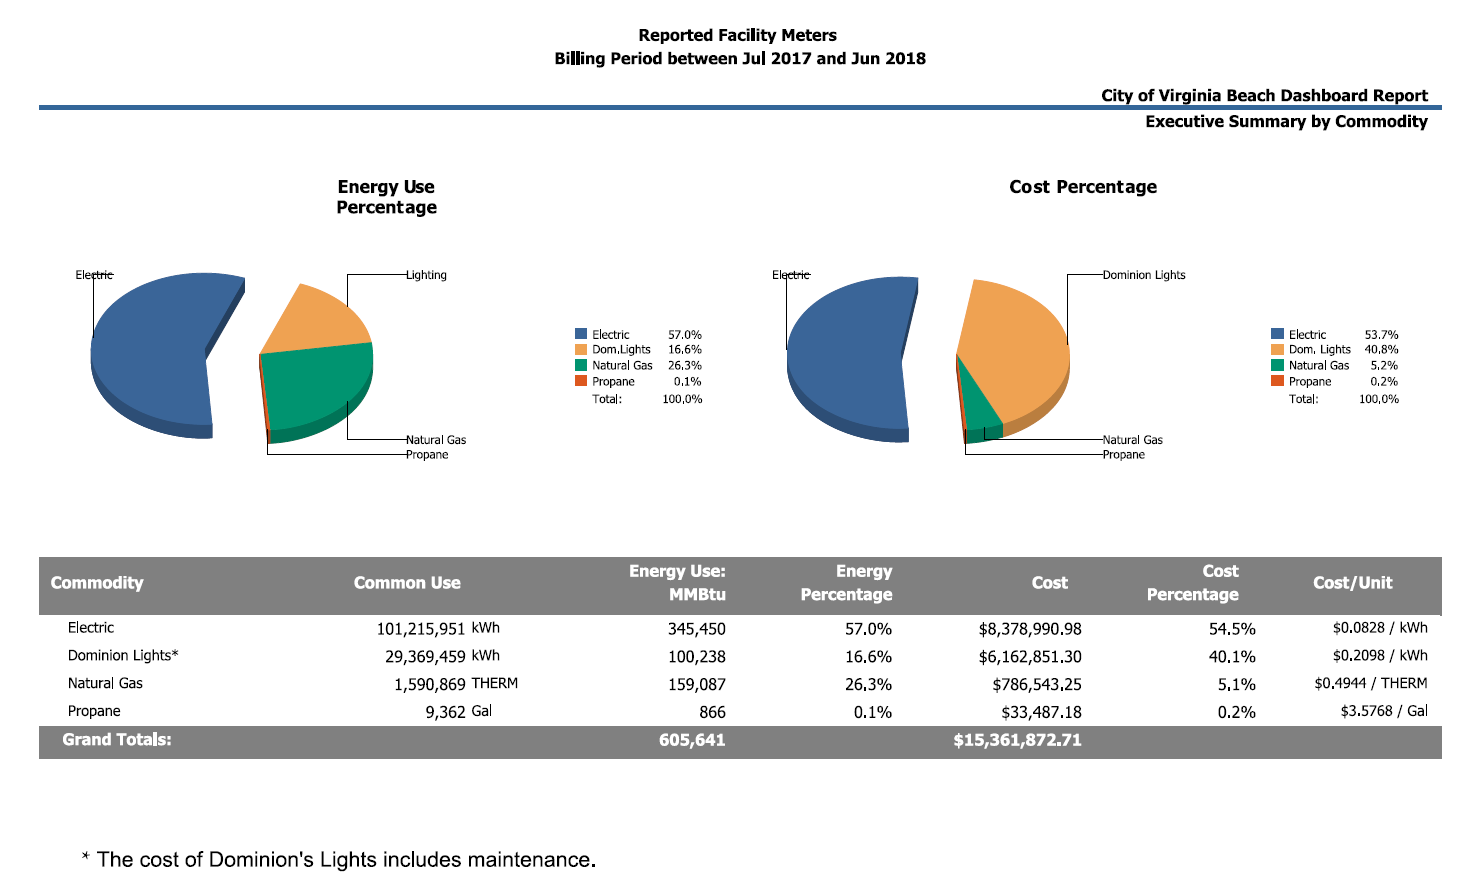 Reported Facility Meters
Billing Period between Jul 2017 and Jun 2018
City of Virginia Beach Dashboard Report
Executive Summary by Commodity
Energy Use
Percentage
Electric
Lighting
Electric 57.0%
Dom.Lights 16.6%
Natural Gas 26.3%
Propane 0.1%
Total: 100.0%
Natural Gas
Propane
Cost Percentage
Electric
Dominion Lights
Electric 53.7%
Dom. Lights 40.8%
Natural Gas 5.2%
Propane 0.2%
Total: 100.0%
Natural Gas
Propane
Commodity Common Use Energy Use: MMBtu Energy Percentage Cost Cost Percentage Cost/Unit
Electric 101,215,951 kWh 345,450 57.0% $8,378,990.98 54.5% $0.0828 / kWh
Dominion Lights* 29,369,459 kWh 100,238 16.6% $6,162,851.30 40.1% $0.2098 / kWh
Natural Gas 1,590,869 THERM 159,087 26.3% $786,543.25 5.1% $0.4944 / THERM
Propane 9,362 Gal 866 0.1% $33,487.18 0.2% $3.5768 / Gal
Grand Totals: 605,641 $15,361,872.71
* The cost of Dominion's Lights includes maintenance.